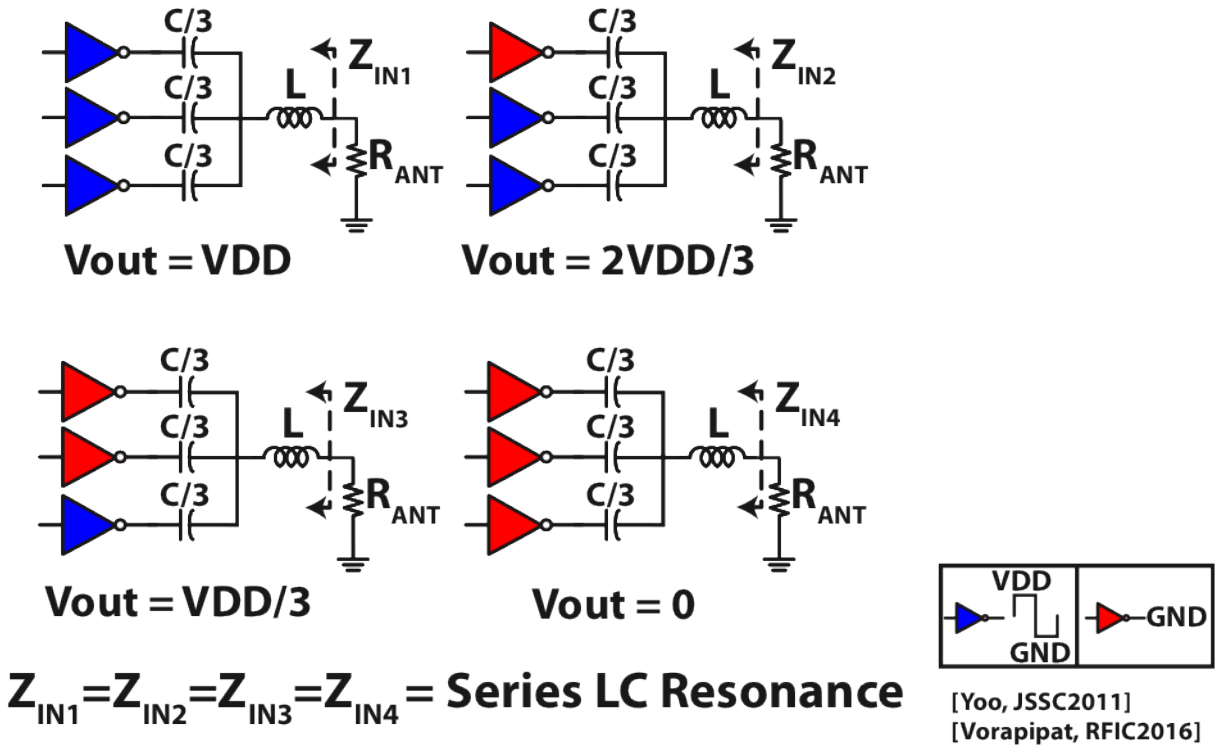 C/3
C/3
C/3
L
Z_IN1
R_ANT
Vout = VDD
C/3
C/3
C/3
L
Z_IN2
R_ANT
Vout = 2VDD/3
C/3
C/3
C/3
L
Z_IN3
R_ANT
Vout = VDD/3
C/3
C/3
C/3
L
Z_IN4
R_ANT
Vout = 0
VDD
GND
GND
Z_IN1=Z_IN2=Z_IN3=Z_IN4= Series LC Resonance
[Yoo, JSSC2011]
[Vorapipat, RFIC2016]